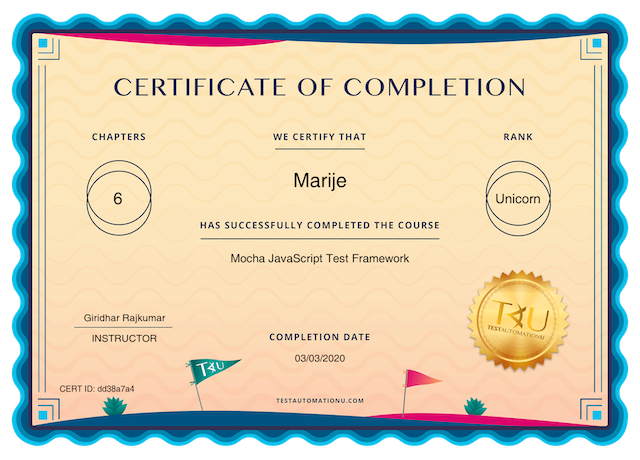 CERTIFICATE OF COMPLETION
CHAPTERS
WE CERTIFY THAT
RANK
6
Marije
Unicorn
HAS SUCCESSFULLY COMPLETED THE COURSE
Mocha JavaScript Test Framework
Giridhar Rajkumar
INSTRUCTOR
COMPLETION DATE
03/03/2020
TAU
TESTAUTOMATIONU
TAU
CERT ID: dd38a7a4
TESTAUTOMATIONU.COM